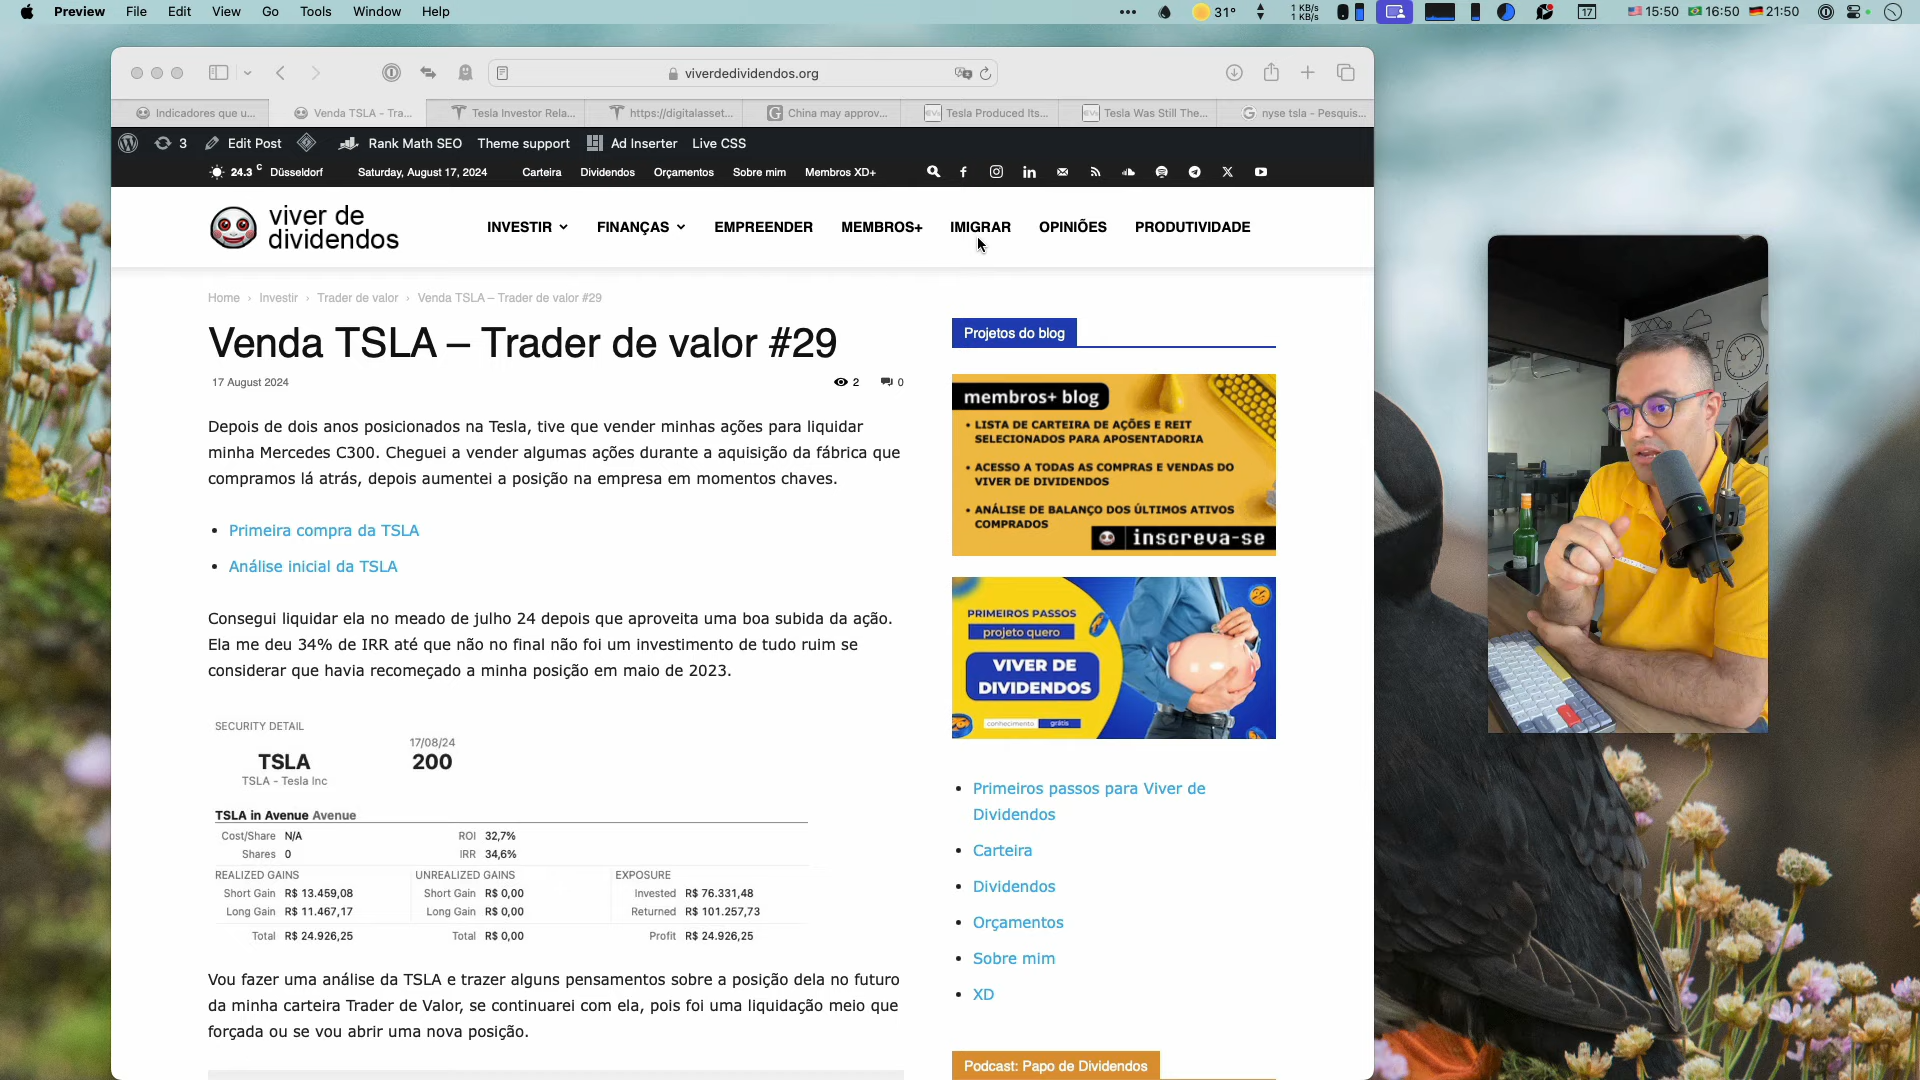 Preview File Edit View Go Tools Window Help
31° 1 KB/s 1 KB/s 17 15:50 16:50 21:50
viverdedividendos.org
Indicadores que u... Venda TSLA - Tra... Tesla Investor Rela... https://digitalasset... China may approv... Tesla Produced Its... Tesla Was Still The... nyse tsla - Pesquis...
3 Edit Post Rank Math SEO Theme support Ad Inserter Live CSS
24.3 C Düsseldorf Saturday, August 17, 2024 Carteira Dividendos Orçamentos Sobre mim Membros XD+
viver de
dividendos
INVESTIR FINANÇAS EMPREENDER MEMBROS+ IMIGRAR OPINIÕES PRODUTIVIDADE
Home › Investir › Trader de valor › Venda TSLA – Trader de valor #29
Venda TSLA – Trader de valor #29
17 August 2024 2 0
Depois de dois anos posicionados na Tesla, tive que vender minhas ações para liquidar
minha Mercedes C300. Cheguei a vender algumas ações durante a aquisição da fábrica que
compramos lá atrás, depois aumentei a posição na empresa em momentos chaves.
• Primeira compra da TSLA
• Análise inicial da TSLA
Consegui liquidar ela no meado de julho 24 depois que aproveita uma boa subida da ação.
Ela me deu 34% de IRR até que não no final não foi um investimento de tudo ruim se
considerar que havia recomeçado a minha posição em maio de 2023.
SECURITY DETAIL
17/08/24
TSLA 200
TSLA - Tesla Inc
TSLA in Avenue Avenue
Cost/Share N/A ROI 32,7%
Shares 0 IRR 34,6%
REALIZED GAINS UNREALIZED GAINS EXPOSURE
Short Gain R$ 13.459,08 Short Gain R$ 0,00 Invested R$ 76.331,48
Long Gain R$ 11.467,17 Long Gain R$ 0,00 Returned R$ 101.257,73
Total R$ 24.926,25 Total R$ 0,00 Profit R$ 24.926,25
Vou fazer uma análise da TSLA e trazer alguns pensamentos sobre a posição dela no futuro
da minha carteira Trader de Valor, se continuarei com ela, pois foi uma liquidação meio que
forçada ou se vou abrir uma nova posição.
Projetos do blog
membros+ blog
• LISTA DE CARTEIRA DE AÇÕES E REIT
SELECIONADOS PARA APOSENTADORIA
• ACESSO A TODAS AS COMPRAS E VENDAS DO
VIVER DE DIVIDENDOS
• ANÁLISE DE BALANÇO DOS ÚLTIMOS ATIVOS
COMPRADOS
inscreva-se
PRIMEIROS PASSOS
projeto quero
VIVER DE
DIVIDENDOS
conhecimento grátis
• Primeiros passos para Viver de
Dividendos
• Carteira
• Dividendos
• Orçamentos
• Sobre mim
• XD
Podcast: Papo de Dividendos